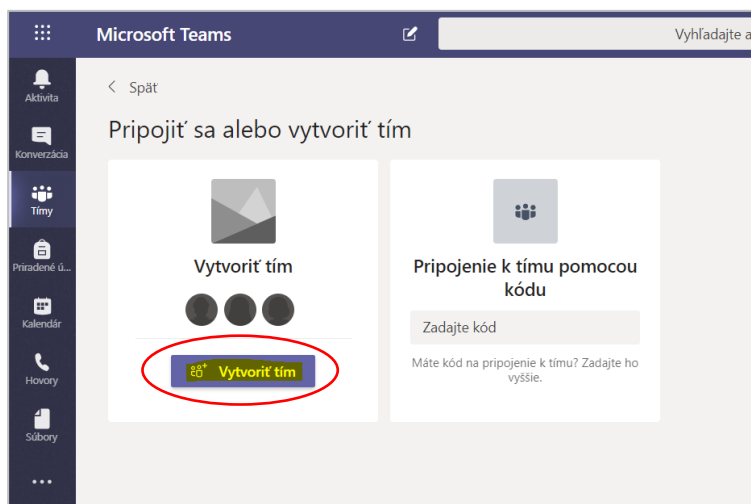 Microsoft Teams
Vyhľadajte a
Aktivita
Konverzácia
Tímy
Priradené ú...
Kalendár
Hovory
Súbory
Späť
Pripojiť sa alebo vytvoriť tím
Vytvoriť tím
Vytvoriť tím
Pripojenie k tímu pomocou
kódu
Zadajte kód
Máte kód na pripojenie k tímu? Zadajte ho
vyššie.